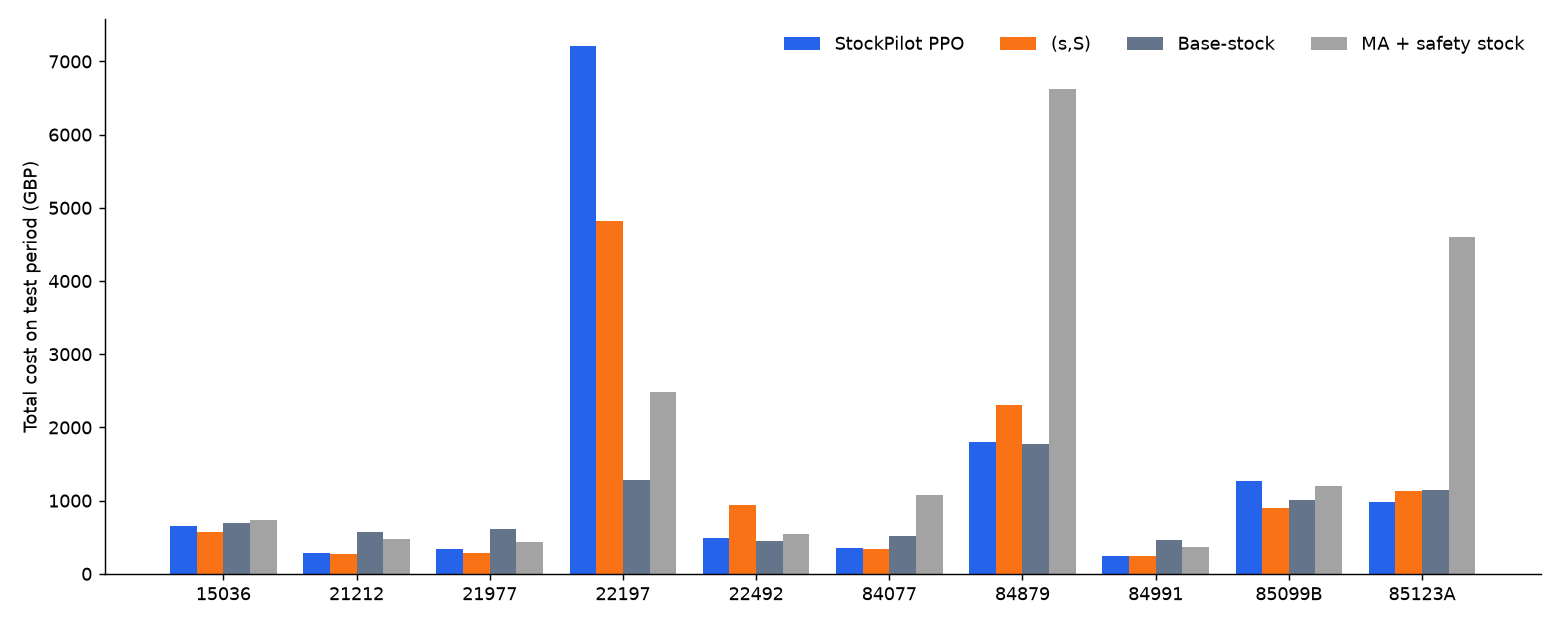 StockPilot PPO (s,S) Base-stock MA + safety stock
Total cost on test period (GBP)
7000
6000
5000
4000
3000
2000
1000
0
15036 21212 21977 22197 22492 84077 84879 84991 85099B 85123A